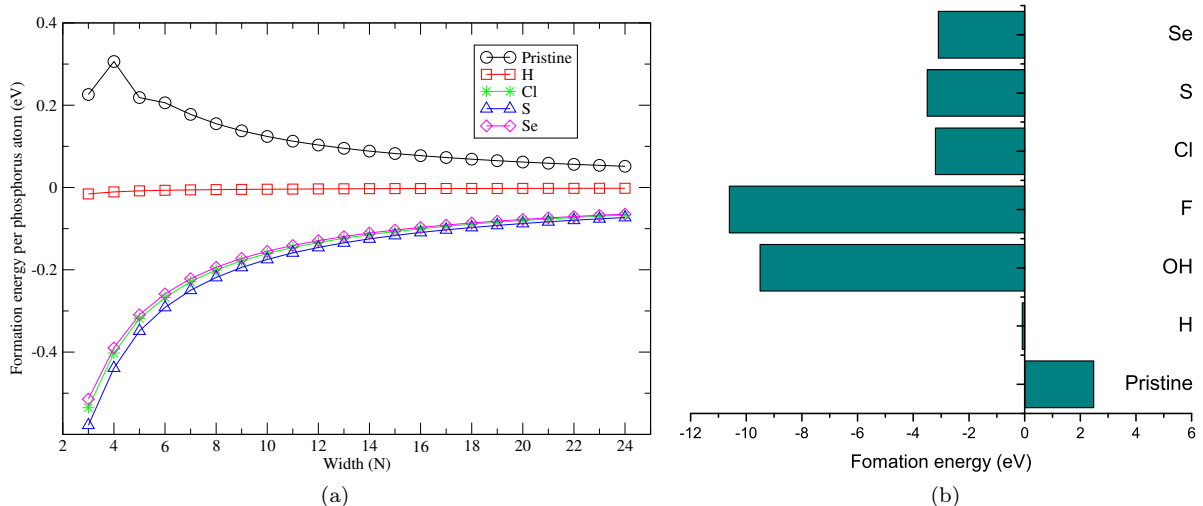 Formation energy per phosphorus atom (eV)
0.4
0.2
0
-0.2
-0.4
2 4 6 8 10 12 14 16 18 20 22 24
Width (N)
Pristine
H
Cl
S
Se
(a)
Se
S
Cl
F
OH
H
Pristine
-12 -10 -8 -6 -4 -2 0 2 4 6
Fomation energy (eV)
(b)